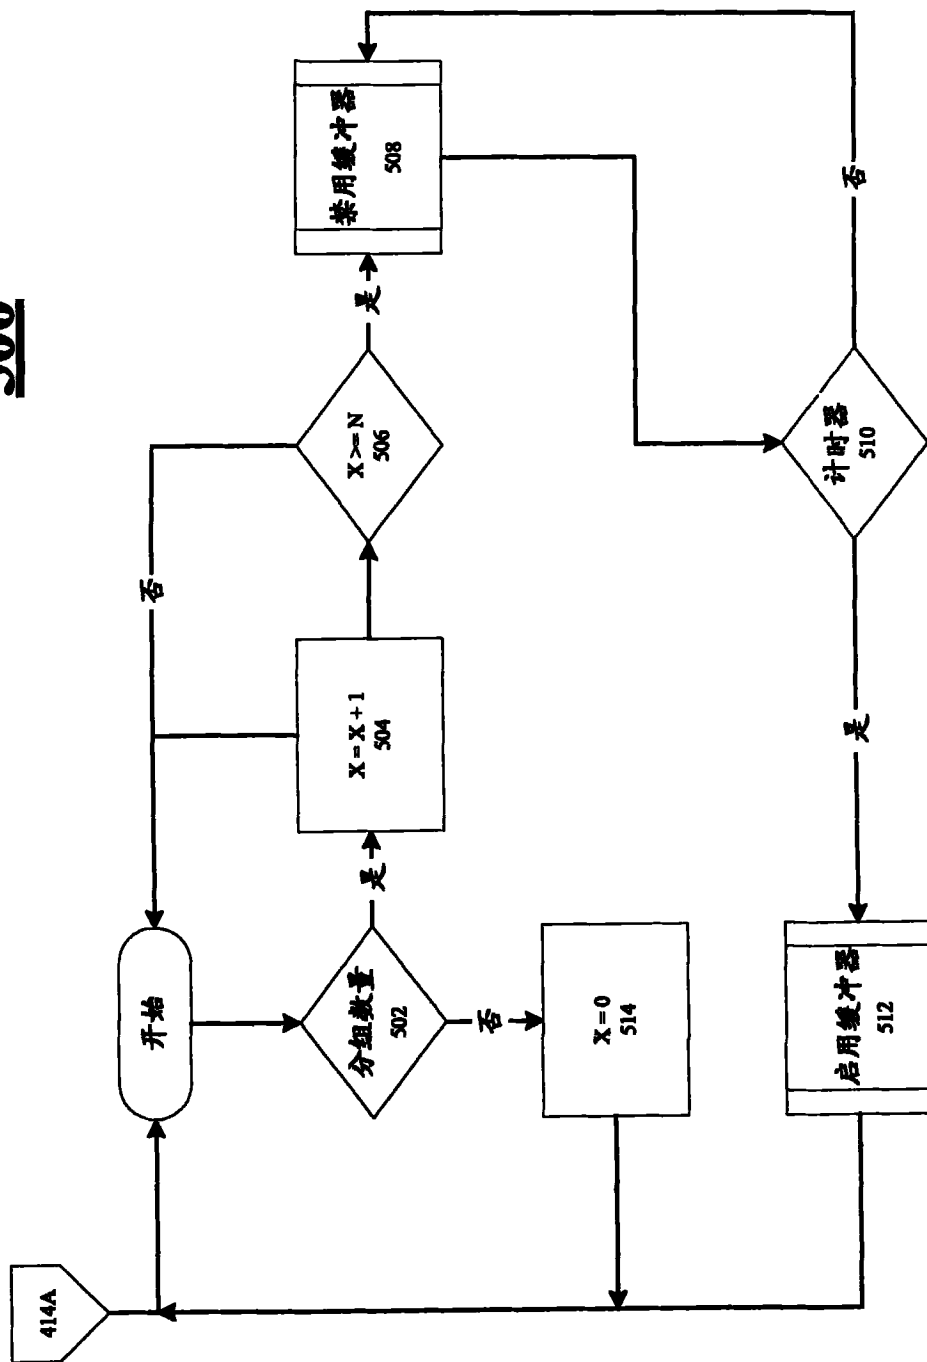 414A
开始
否
分组数量
502
是
X = X + 1
504
X >= N
506
是
禁用缓冲器
508
否
X = 0
514
启用缓冲器
512
是
计时器
510
否